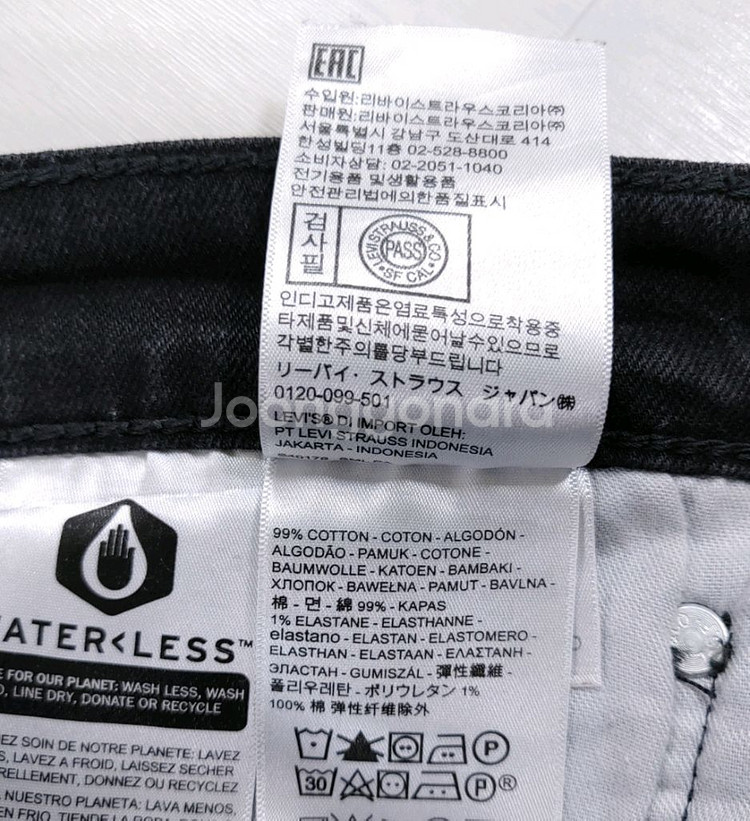 EAC
수입원:리바이스트라우스코리아㈜
판매원:리바이스트라우스코리아㈜
서울특별시 강남구 도산대로 414
한성빌딩11층 02-528-8800
소비자상담: 02-2051-1040
전기용품 및생활용품
안전관리법에의한품질표시
검사필
LEVI STRAUSS & CO
PASS
SF CAL
인디고제품은염료특성으로착용중
타제품및신체에묻어날수있으므로
각별한주의를당부드립니다
リーバイ・ストラウス ジャパン㈱
0120-099-501
Joongonara
LEVI'S® DI IMPORT OLEH:
PT LEVI STRAUSS INDONESIA
JAKARTA - INDONESIA
99% COTTON - COTON - ALGODÓN -
ALGODÃO - PAMUK - COTONE -
BAUMWOLLE - KATOEN - BAMBAKI -
ХЛОПОК - BAWEŁNA - PAMUT - BAVLNA -
棉 - 면 - 綿 99% - KAPAS
1% ELASTANE - ELASTHANNE -
elastano - ELASTAN - ELASTOMERO -
ELASTHAN - ELASTAAN - ΕΛΑΣΤΑΝΗ -
ЭЛАСТАН - GUMISZÁL - 彈性纖維 -
폴리우레탄 - ポリウレタン 1%
100% 棉 弹性纤维除外
P
30 P®
ATER<LESS™
FOR OUR PLANET: WASH LESS, WASH
D, LINE DRY, DONATE OR RECYCLE
EZ SOIN DE NOTRE PLANETE: LAVEZ
S, LAVEZ A FROID, LAISSEZ SECHER
RELLEMENT, DONNEZ OU RECYCLEZ
A NUESTRO PLANETA: LAVA MENOS,
EN FRIO, TIENDE LA ROPA, DONA